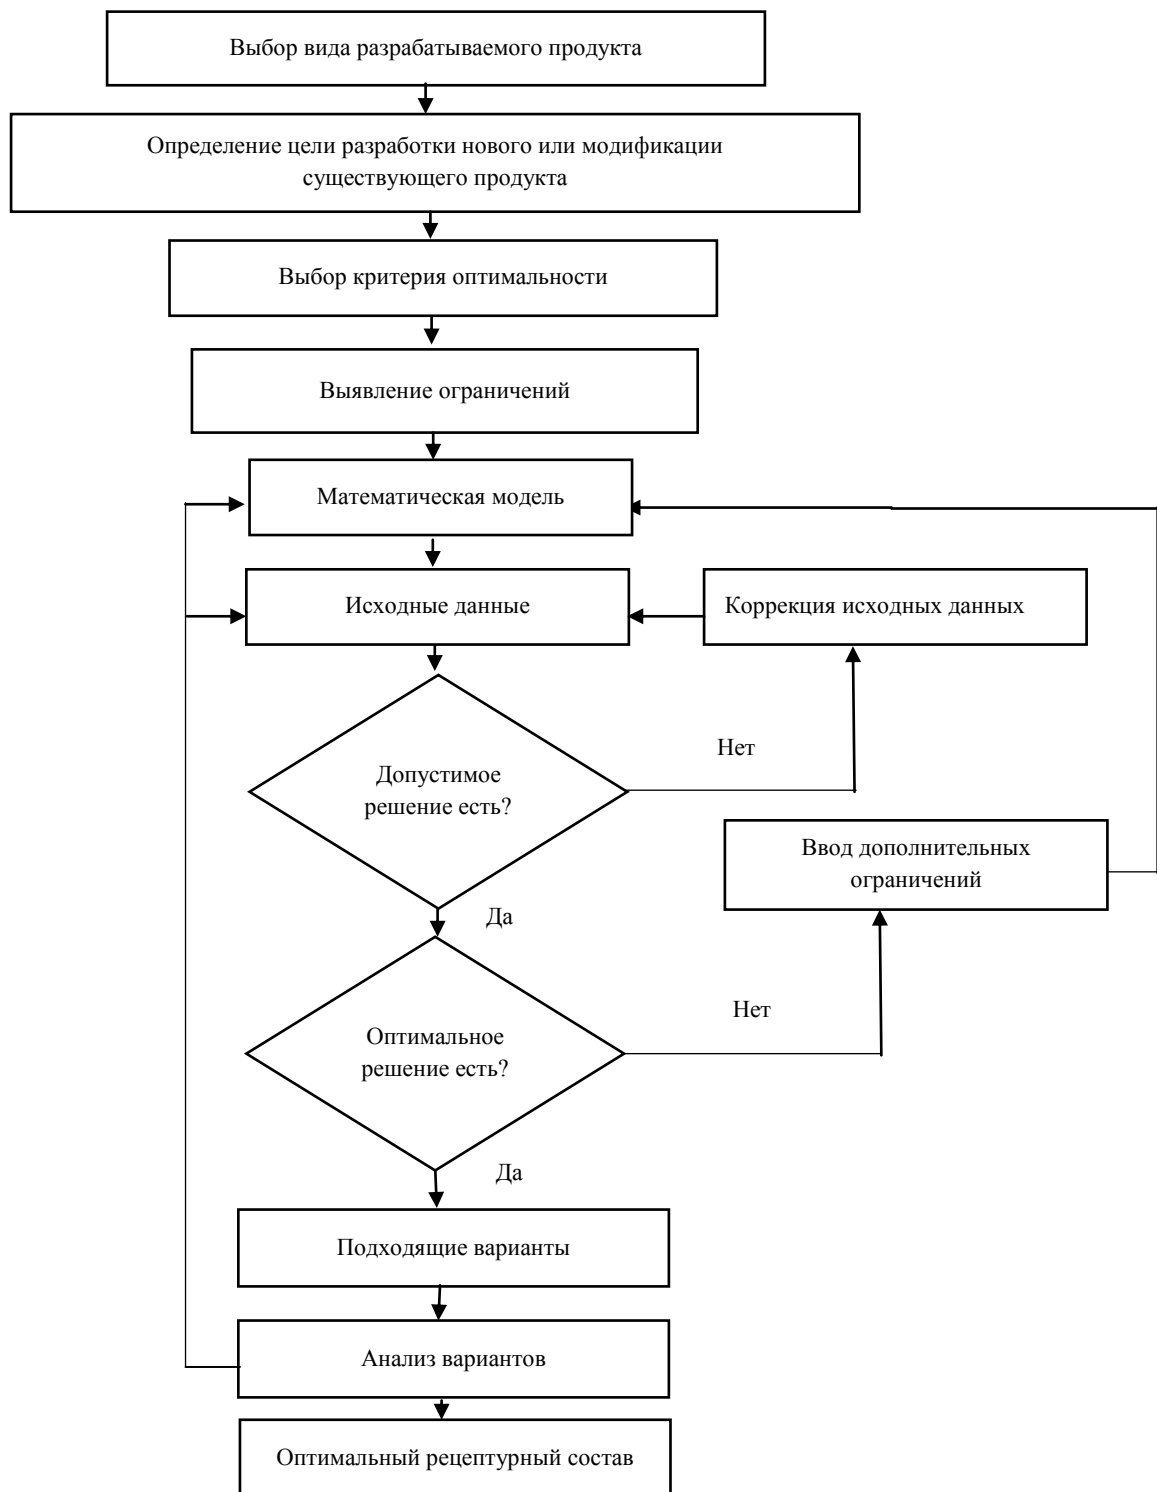 Выбор вида разрабатываемого продукта
Определение цели разработки нового или модификации
существующего продукта
Выбор критерия оптимальности
Выявление ограничений
Математическая модель
Исходные данные
Коррекция исходных данных
Нет
Допустимое
решение есть?
Ввод дополнительных
ограничений
Да
Нет
Оптимальное
решение есть?
Да
Подходящие варианты
Анализ вариантов
Оптимальный рецептурный состав